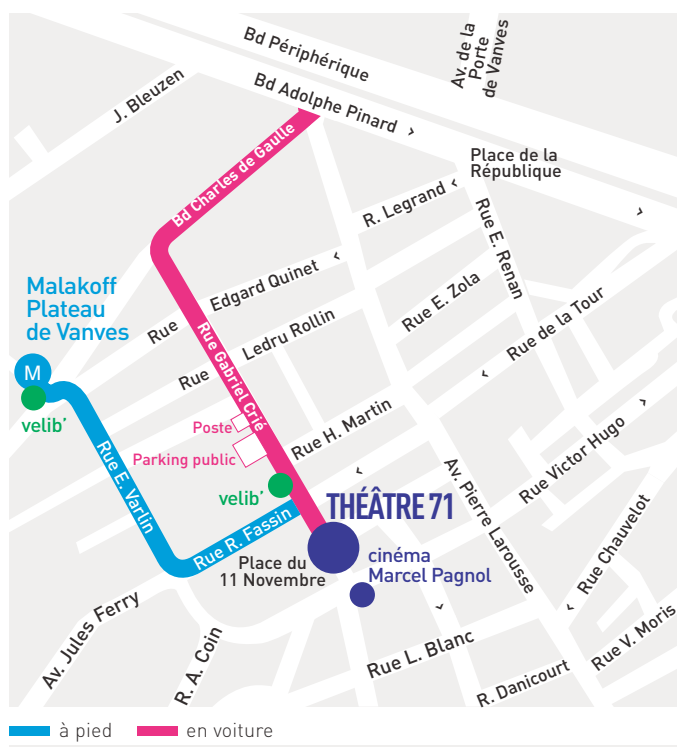 Bd Périphérique
Av. de la
Porte
de Vanves
J. Bleuzen
Bd Adolphe Pinard
Bd Charles de Gaulle
Place de la
République
R. Legrand
Rue E. Renan
Malakoff
Plateau
de Vanves
Rue Edgard Quinet
Rue E. Zola
Rue de la Tour
Rue Ledru Rollin
Rue Gabriel Crié
M
velib’
Poste
Parking public
Rue H. Martin
Rue E. Varlin
velib’
THÉÂTRE 71
Rue R. Fassin
Av. Pierre Larousse
Rue Victor Hugo
Rue Chauvelot
Place du
11 Novembre
cinéma
Marcel Pagnol
Av. Jules Ferry
R. A. Coin
Rue L. Blanc
R. Danicourt
Rue V. Moris
à pied
en voiture